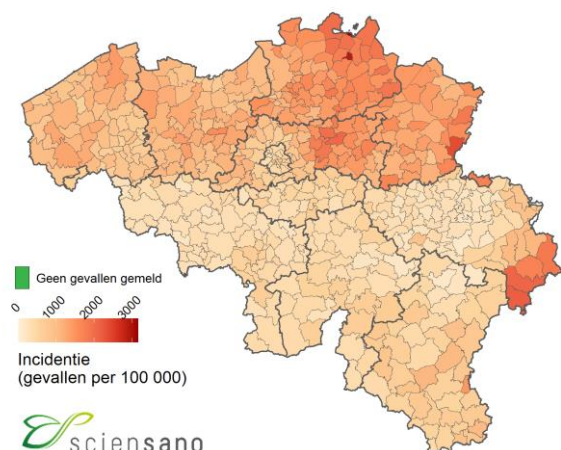 Geen gevallen gemeld
0 1000 2000 3000
Incidentie
(gevallen per 100 000)
sciensano